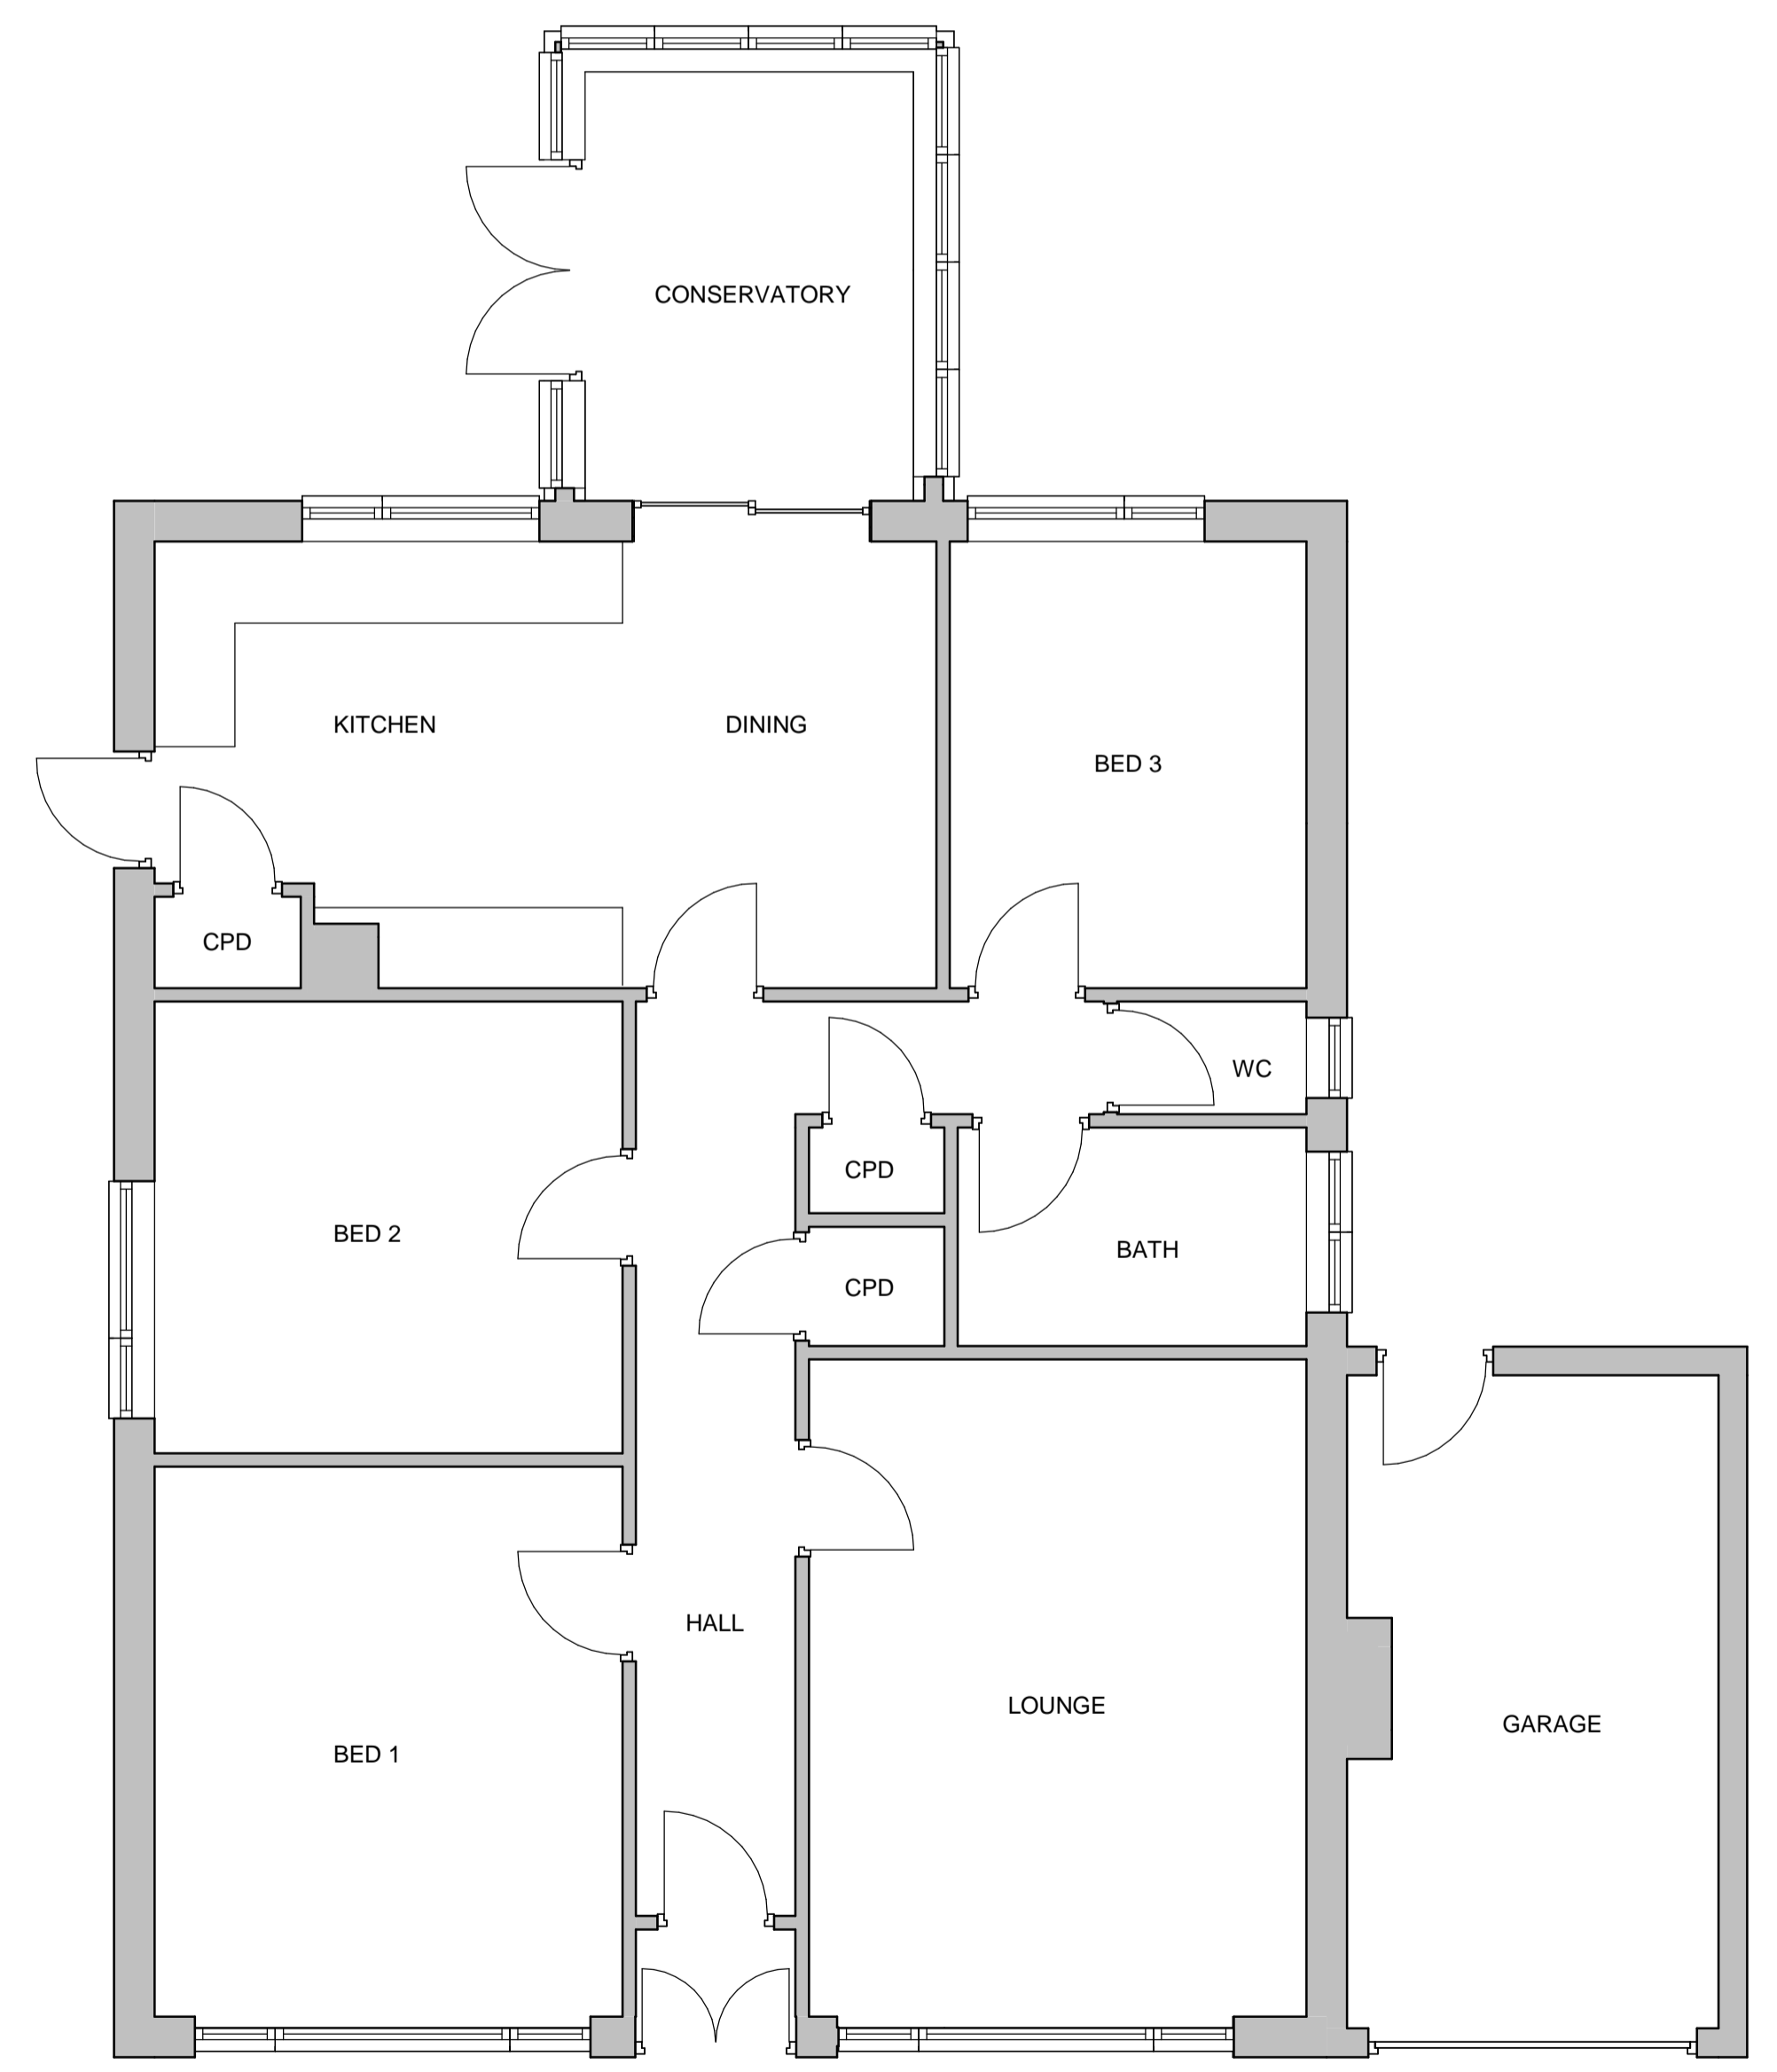 CONSERVATORY
KITCHEN
DINING
BED 3
CPD
WC
CPD
BED 2
BATH
CPD
HALL
LOUNGE
GARAGE
BED 1